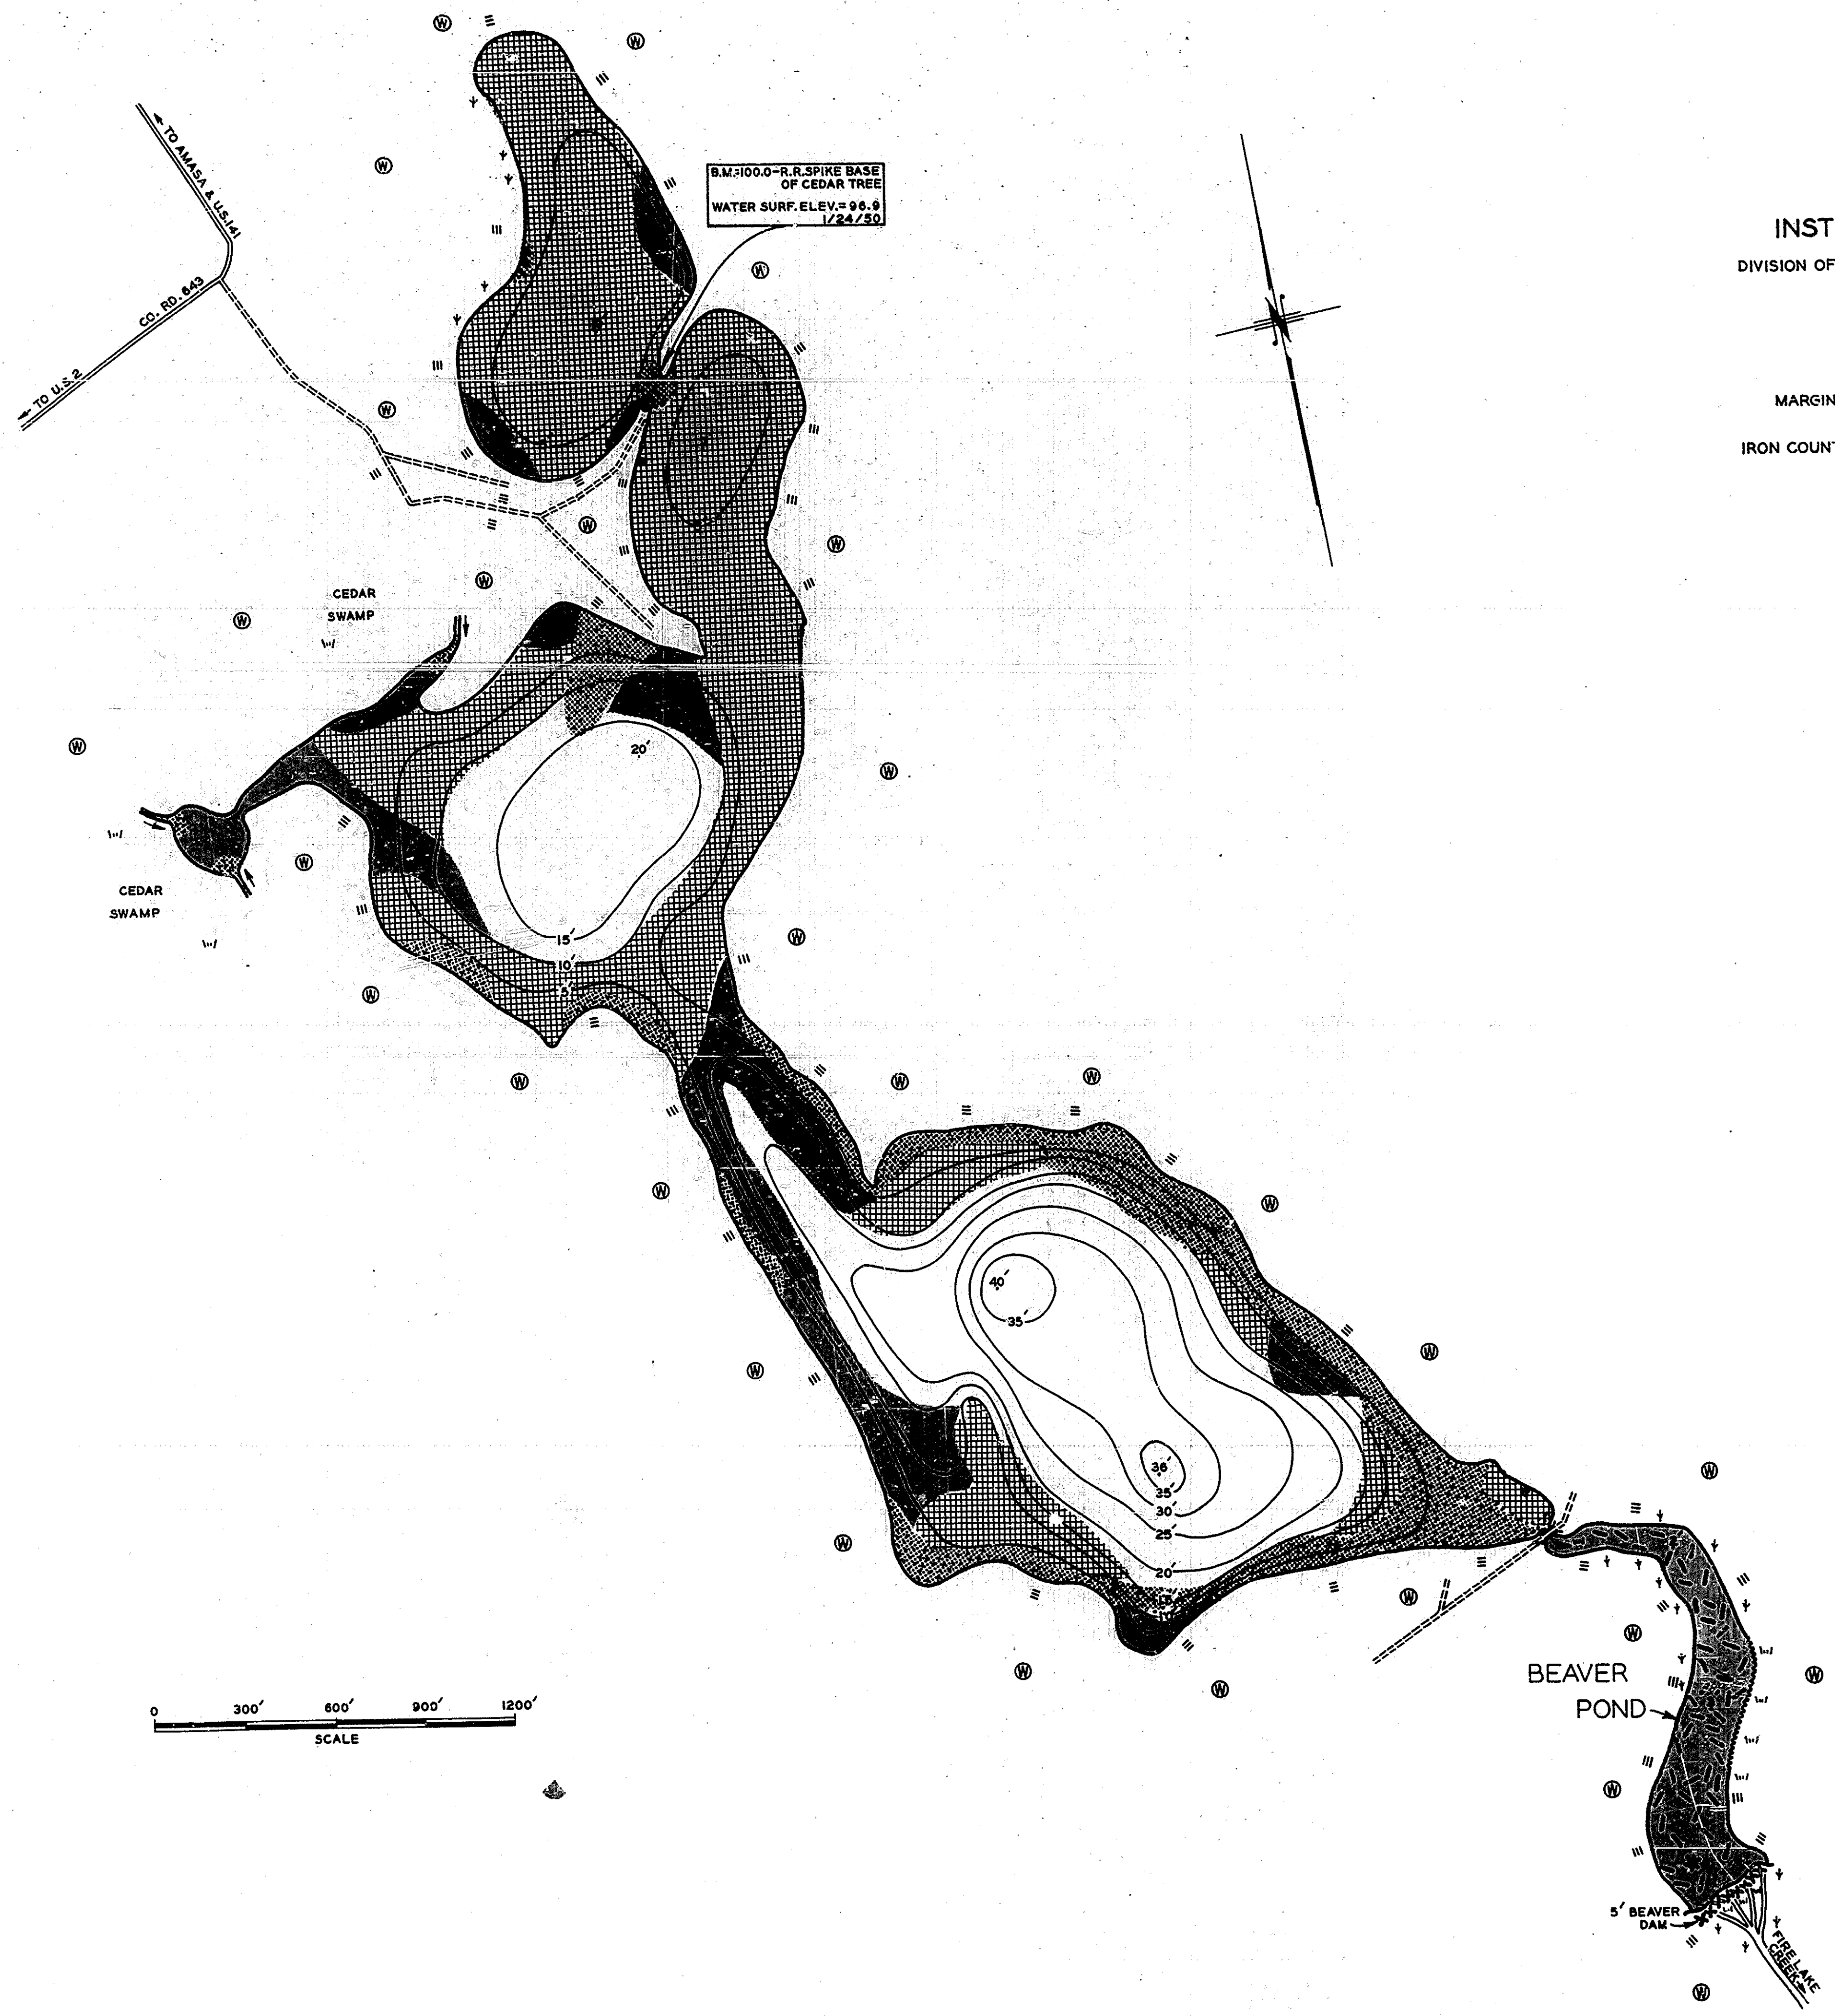 TO AMASA & U.S.141
CO. RD. 643
← TO U.S. 2
B.M.=100.0-R.R.SPIKE BASE
OF CEDAR TREE
WATER SURF. ELEV.= 96.9
1/24/50
INST
DIVISION OF
MARGIN
IRON COUN
W
W
W
W
W
W
W
W
W
CEDAR
SWAMP
W
W
20'
W
W
CEDAR
SWAMP
15'
10'
5'
W
W
W
W
W
W
W
40'
35'
W
W
36'
35'
30'
25'
20'
15'
W
W
W
W
W
W
W
W
BEAVER
POND
W
0 300' 600' 900' 1200'
SCALE
5' BEAVER
DAM
FIRE LAKE
CREEK
W